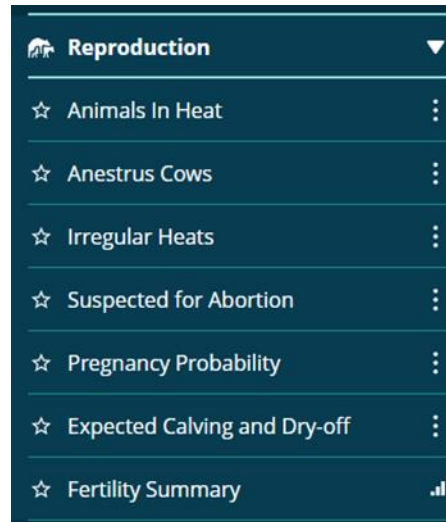 Reproduction
Animals In Heat
Anestrus Cows
Irregular Heats
Suspected for Abortion
Pregnancy Probability
Expected Calving and Dry-off
Fertility Summary